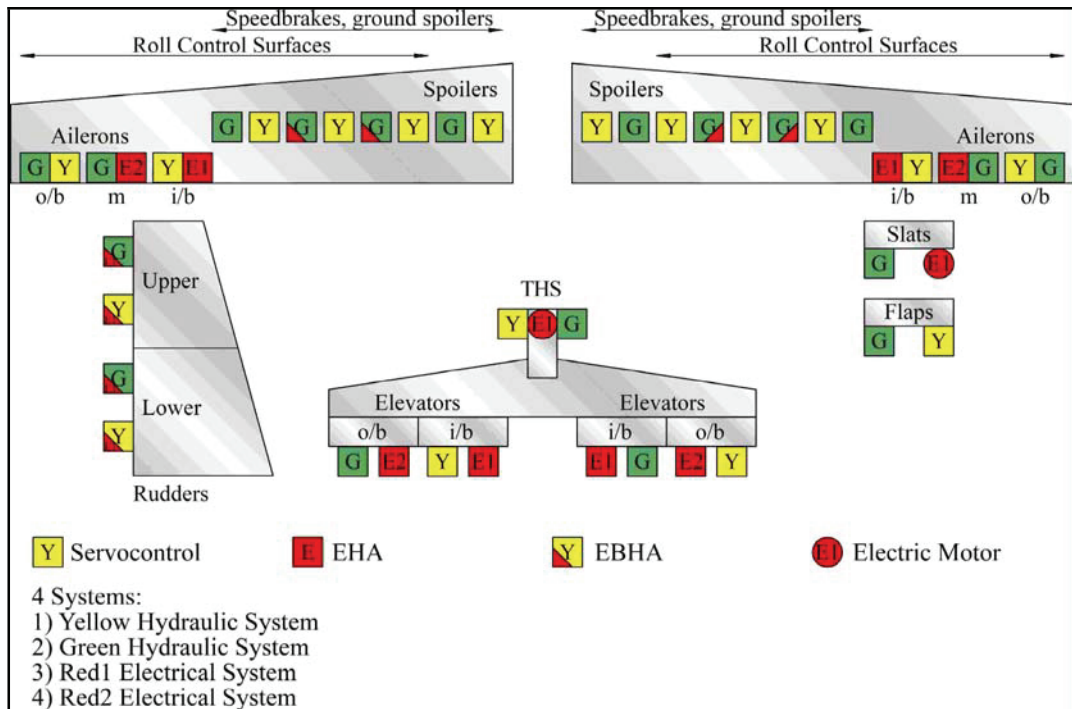 Speedbrakes, ground spoilers Speedbrakes, ground spoilers
Roll Control Surfaces Roll Control Surfaces
Spoilers Spoilers
G Y G Y G Y G Y Y G Y G Y G Y G
Ailerons Ailerons
G Y G E2 Y E1 E1 Y E2 G Y G
o/b m i/b i/b m o/b
G Upper Slats
G E1
Y THS Flaps
Y E1 G G Y
G Lower
Y Elevators Elevators
o/b i/b i/b o/b
G E2 Y E1 E1 G E2 Y
Rudders
Y Servocontrol E EHA Y EBHA E1 Electric Motor
4 Systems:
1) Yellow Hydraulic System
2) Green Hydraulic System
3) Red1 Electrical System
4) Red2 Electrical System